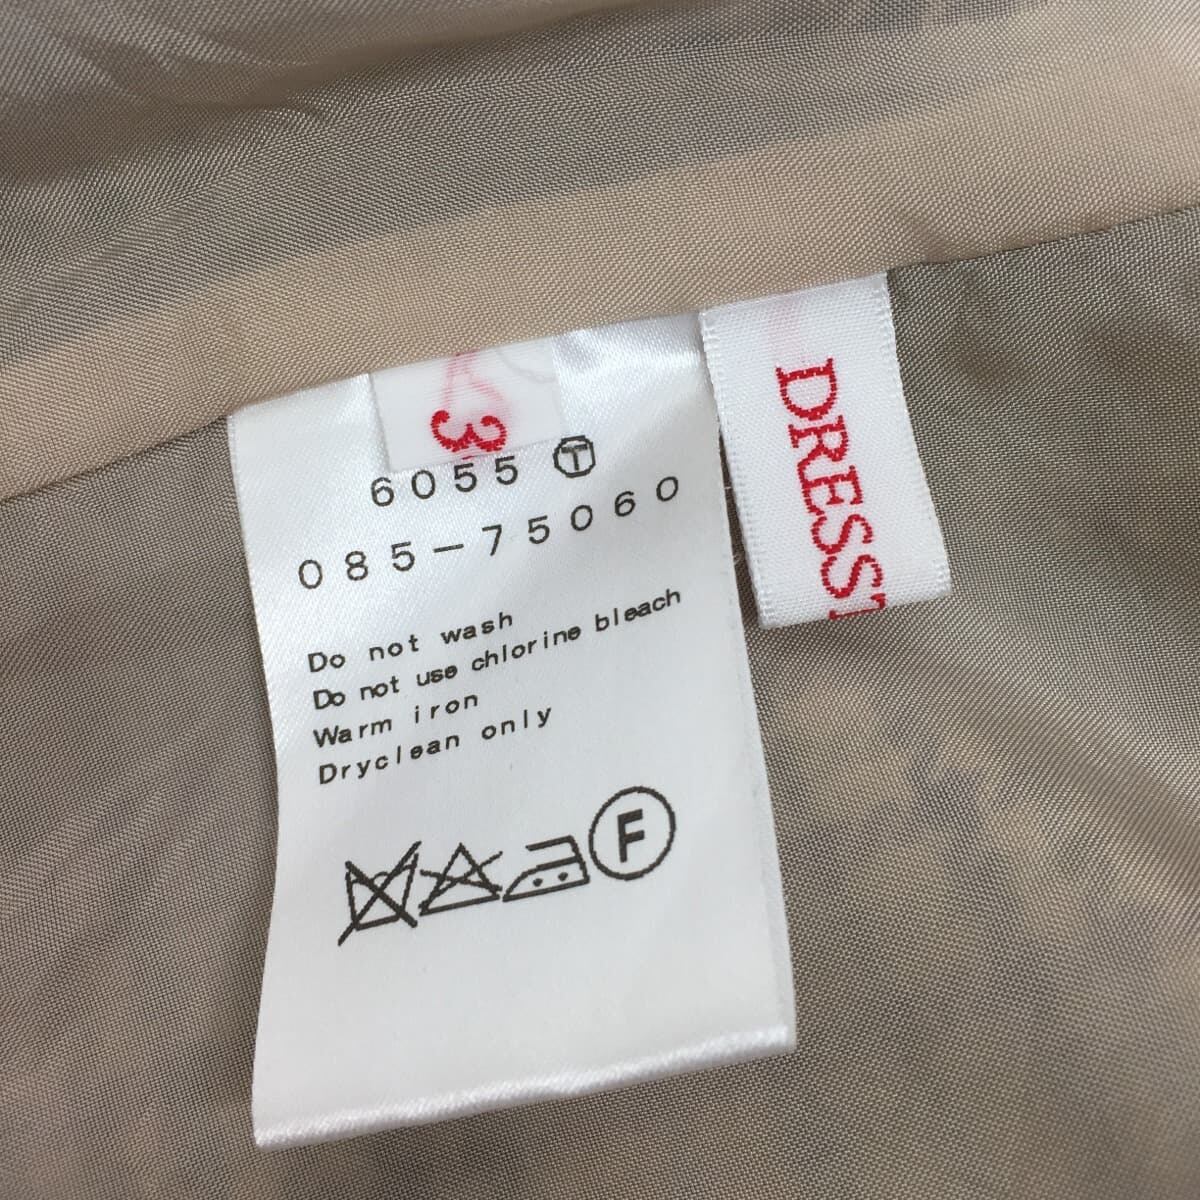 3
6055 Ⓣ
085-75060
Do not wash
Do not use chlorine bleach
Warm iron
Dryclean only
F
DRESS